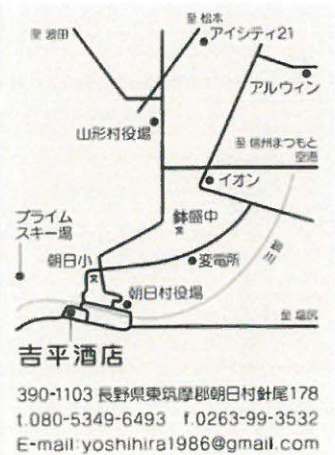 至 松本
至 波田
アイシティ21
アルウィン
山形村役場
至 信州まつもと
空港
イオン
鉢盛中
文
プライム
スキー場
鎖川
朝日小
文
変電所
朝日村役場
至 塩尻
吉平酒店
390-1103 長野県東筑摩郡朝日村針尾178
t.080-5349-6493 f.0263-99-3532
E-mail:yoshihira1986@gmail.com